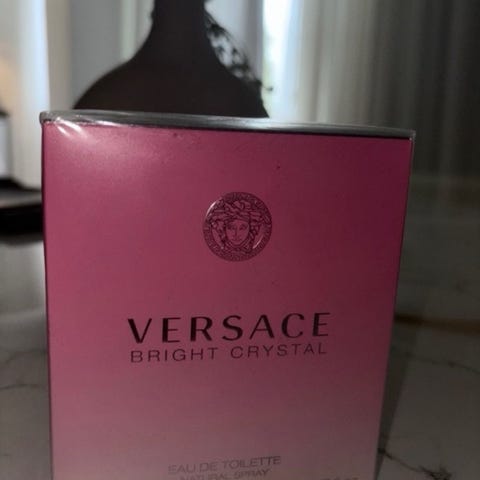 VERSACE
BRIGHT CRYSTAL
EAU DE TOILETTE
NATURAL SPRAY